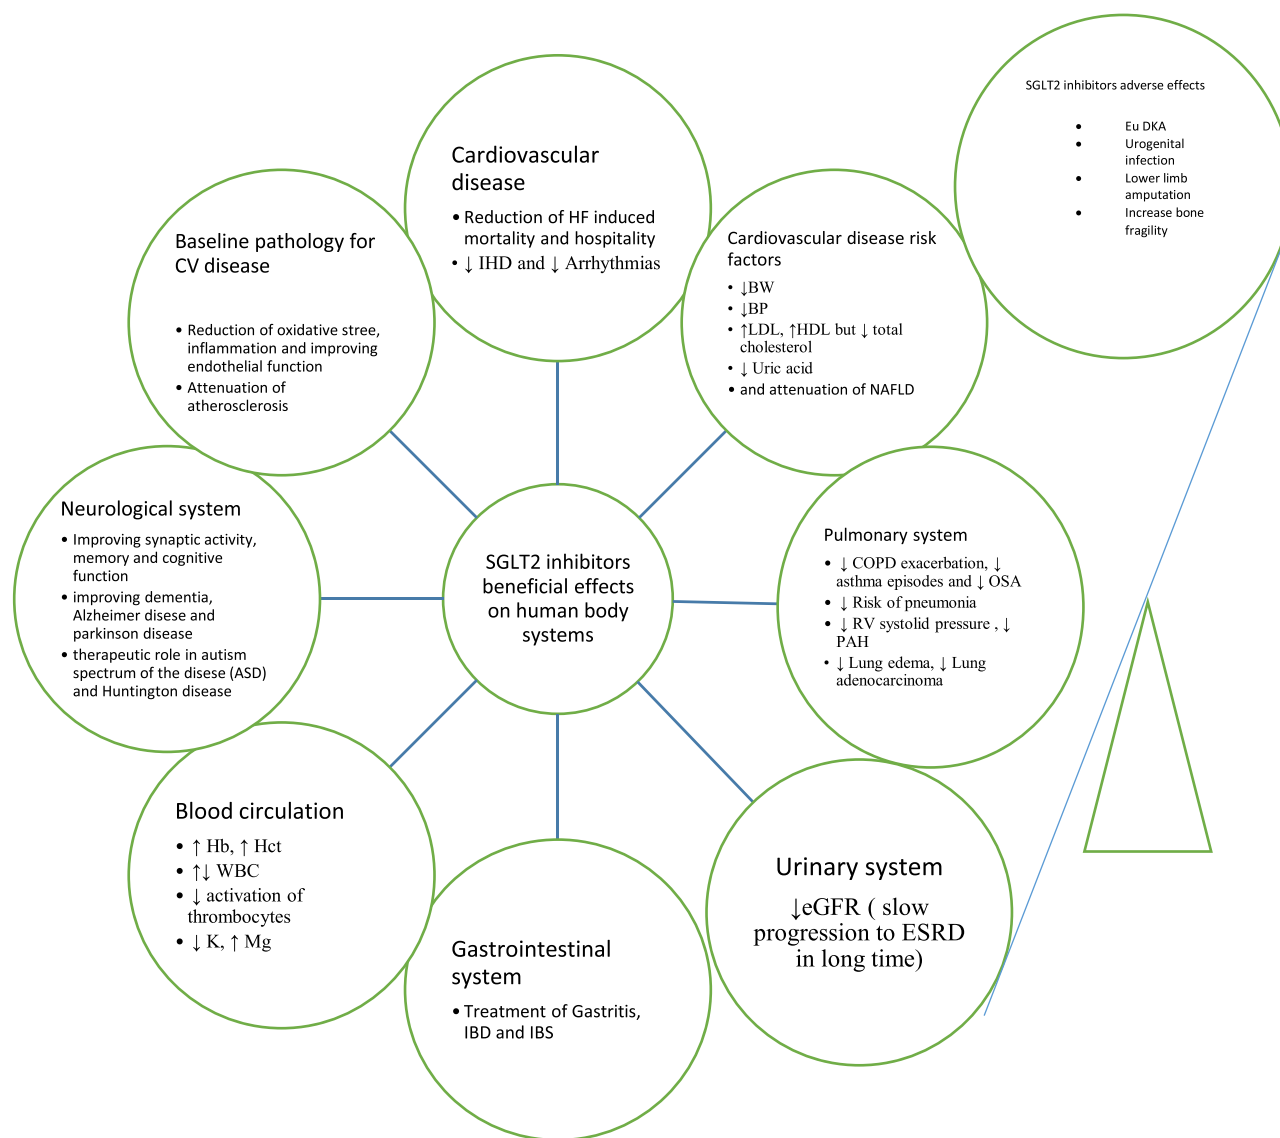 SGLT2 inhibitors adverse effects
• Eu DKA
• Urogenital
infection
• Lower limb
amputation
• Increase bone
fragility
Cardiovascular
disease
• Reduction of HF induced
mortality and hospitality
• ↓ IHD and ↓ Arrhythmias
Cardiovascular disease risk
factors
• ↓BW
• ↓BP
• ↑LDL, ↑HDL but ↓ total
cholesterol
• ↓ Uric acid
• and attenuation of NAFLD
Baseline pathology for
CV disease
• Reduction of oxidative stree,
inflammation and improving
endothelial function
• Attenuation of
atherosclerosis
Neurological system
• Improving synaptic activity,
memory and cognitive
function
• improving dementia,
Alzheimer disese and
parkinson disease
• therapeutic role in autism
spectrum of the disese (ASD)
and Huntington disease
SGLT2 inhibitors
beneficial effects
on human body
systems
Pulmonary system
• ↓ COPD exacerbation, ↓
asthma episodes and ↓ OSA
• ↓ Risk of pneumonia
• ↓ RV systolid pressure , ↓
PAH
• ↓ Lung edema, ↓ Lung
adenocarcinoma
Blood circulation
• ↑ Hb, ↑ Hct
• ↑↓ WBC
• ↓ activation of
thrombocytes
• ↓ K, ↑ Mg
Gastrointestinal
system
• Treatment of Gastritis,
IBD and IBS
Urinary system
↓eGFR ( slow
progression to ESRD
in long time)